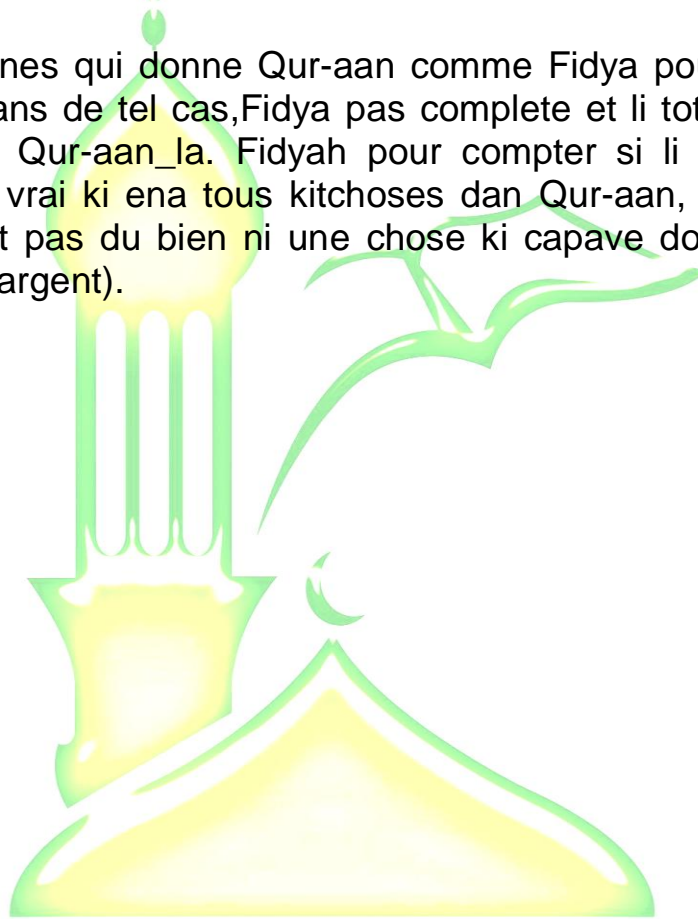 nes qui donne Qur-aan comme Fidya po
ans de tel cas,Fidya pas complete et li tot
Qur-aan_la. Fidyah pour compter si li
vrai ki ena tous kitchoses dan Qur-aan,
t pas du bien ni une chose ki capave do
argent).